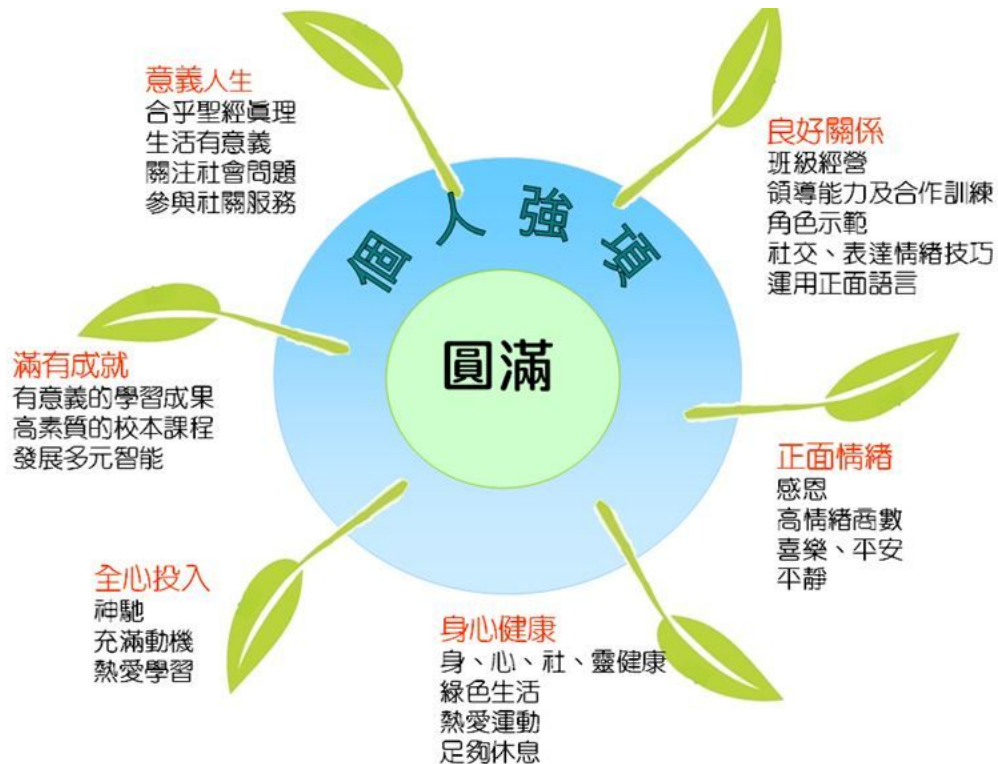 個人強項
圓滿
意義人生
合乎聖經眞理
生活有意義
關注社會問題
參與社關服務
良好關係
班級經營
領導能力及合作訓練
角色示範
社交、表達情緒技巧
運用正面語言
正面情緒
感恩
高情緒商數
喜樂、平安
平靜
身心健康
身、心、社、靈健康
綠色生活
熱愛運動
足夠休息
全心投入
神馳
充滿動機
熱愛學習
滿有成就
有意義的學習成果
高素質的校本課程
發展多元智能